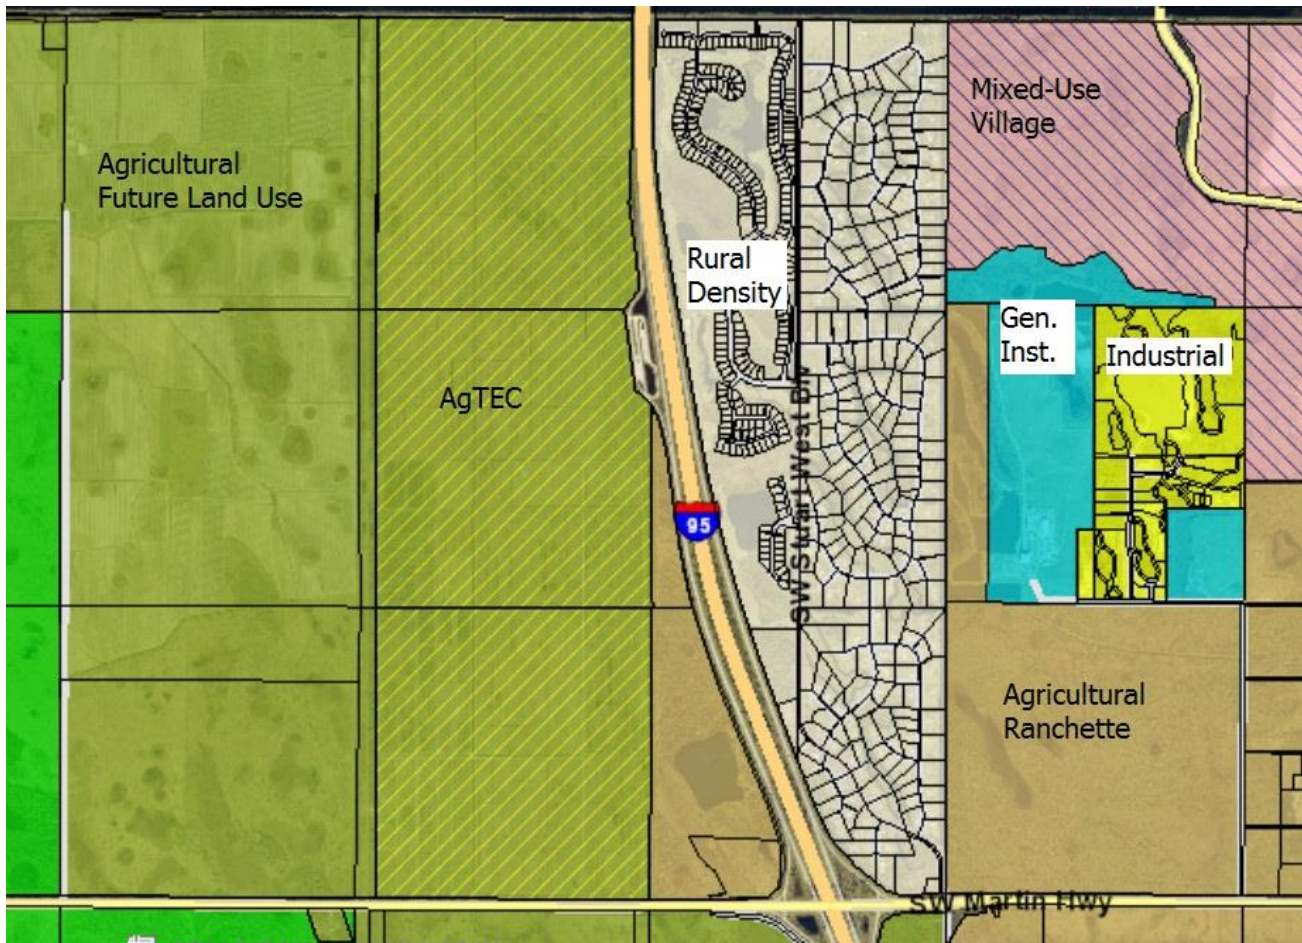 Mixed-Use
Village
Agricultural
Future Land Use
Rural
Density
Gen.
Inst.
Industrial
AgTEC
SW Stuart West Blv
95
Agricultural
Ranchette
SW Martin Hwy